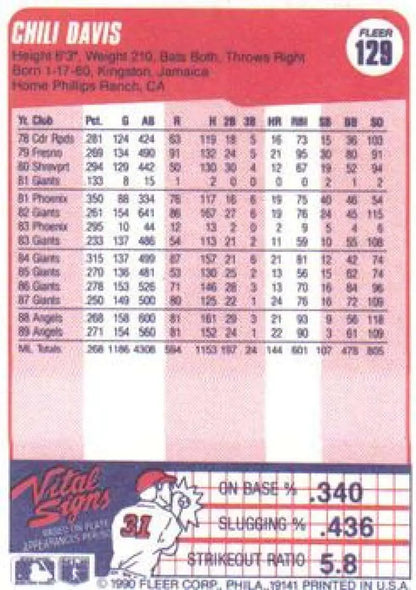 CHILI DAVIS
FLEER
129
Height 6'3", Weight 210, Bats Both, Throws Right
Born 1-17-60, Kingston, Jamaica
Home Phillips Ranch, CA
Yr. Club Pct. G AB R H 2B 3B HR RBI SB BB SO
78 Cdr Rpds .281 124 424 63 119 18 5 16 73 15 36 103
79 Fresno .269 134 490 91 132 24 5 21 95 30 80 91
80 Shrevprt .294 129 442 50 130 30 4 12 67 19 52 94
81 Giants .133 8 15 1 2 0 0 0 0 2 1 2
81 Phoenix .350 88 334 76 117 16 6 19 75 40 46 54
82 Giants .261 154 641 86 167 27 6 19 76 24 45 115
83 Phoenix .295 10 44 12 13 2 0 2 9 5 4 6
83 Giants .233 137 486 54 113 21 2 11 59 10 55 108
84 Giants .315 137 499 87 157 21 6 21 81 12 42 74
85 Giants .270 136 481 53 130 25 2 13 56 15 62 74
86 Giants .278 153 526 71 146 28 3 13 70 16 84 96
87 Giants .250 149 500 80 125 22 1 24 76 16 72 109
88 Angels .268 158 600 81 161 29 3 21 93 9 56 118
89 Angels .271 154 560 81 152 24 1 22 90 3 61 109
ML Totals .268 1186 4308 594 1153 197 24 144 601 107 478 805
Vital
Signs
BASED ON PLATE
APPEARANCES PER
31
ON BASE % .340
SLUGGING % .436
STRIKEOUT RATIO 5.8
© 1990 FLEER CORP., PHILA., 19141 PRINTED IN U.S.A.